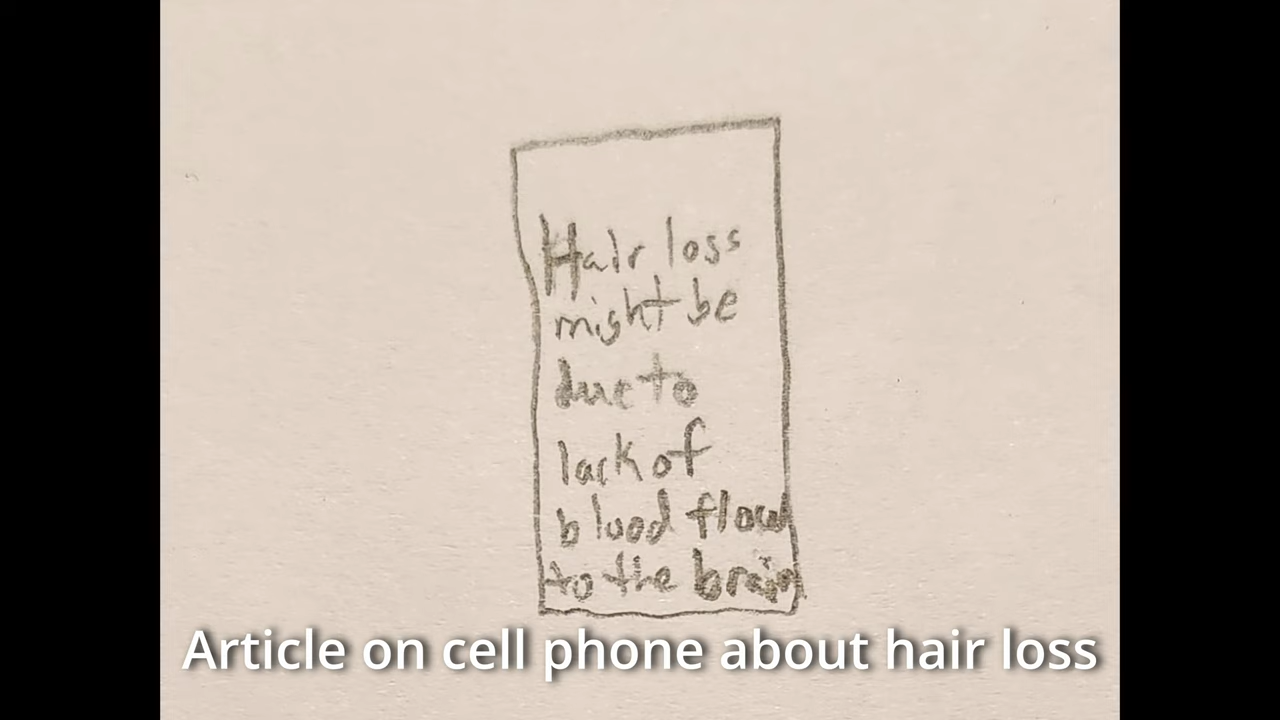 Hair loss
might be
due to
lack of
blood flow
to the brain
Article on cell phone about hair loss